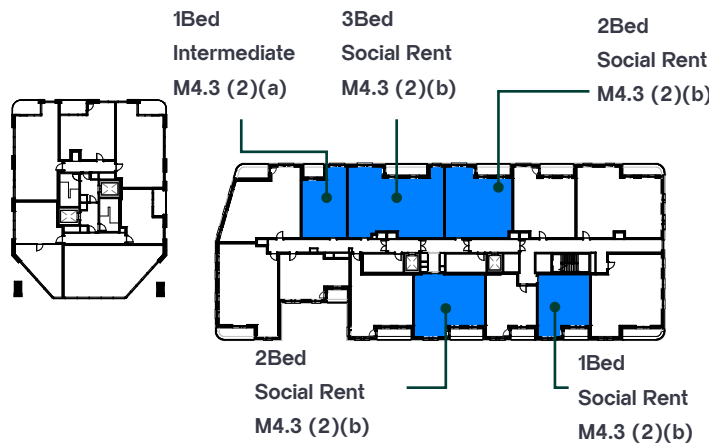 1Bed
Intermediate
M4.3 (2)(a)
3Bed
Social Rent
M4.3 (2)(b)
2Bed
Social Rent
M4.3 (2)(b)
2Bed
Social Rent
M4.3 (2)(b)
1Bed
Social Rent
M4.3 (2)(b)